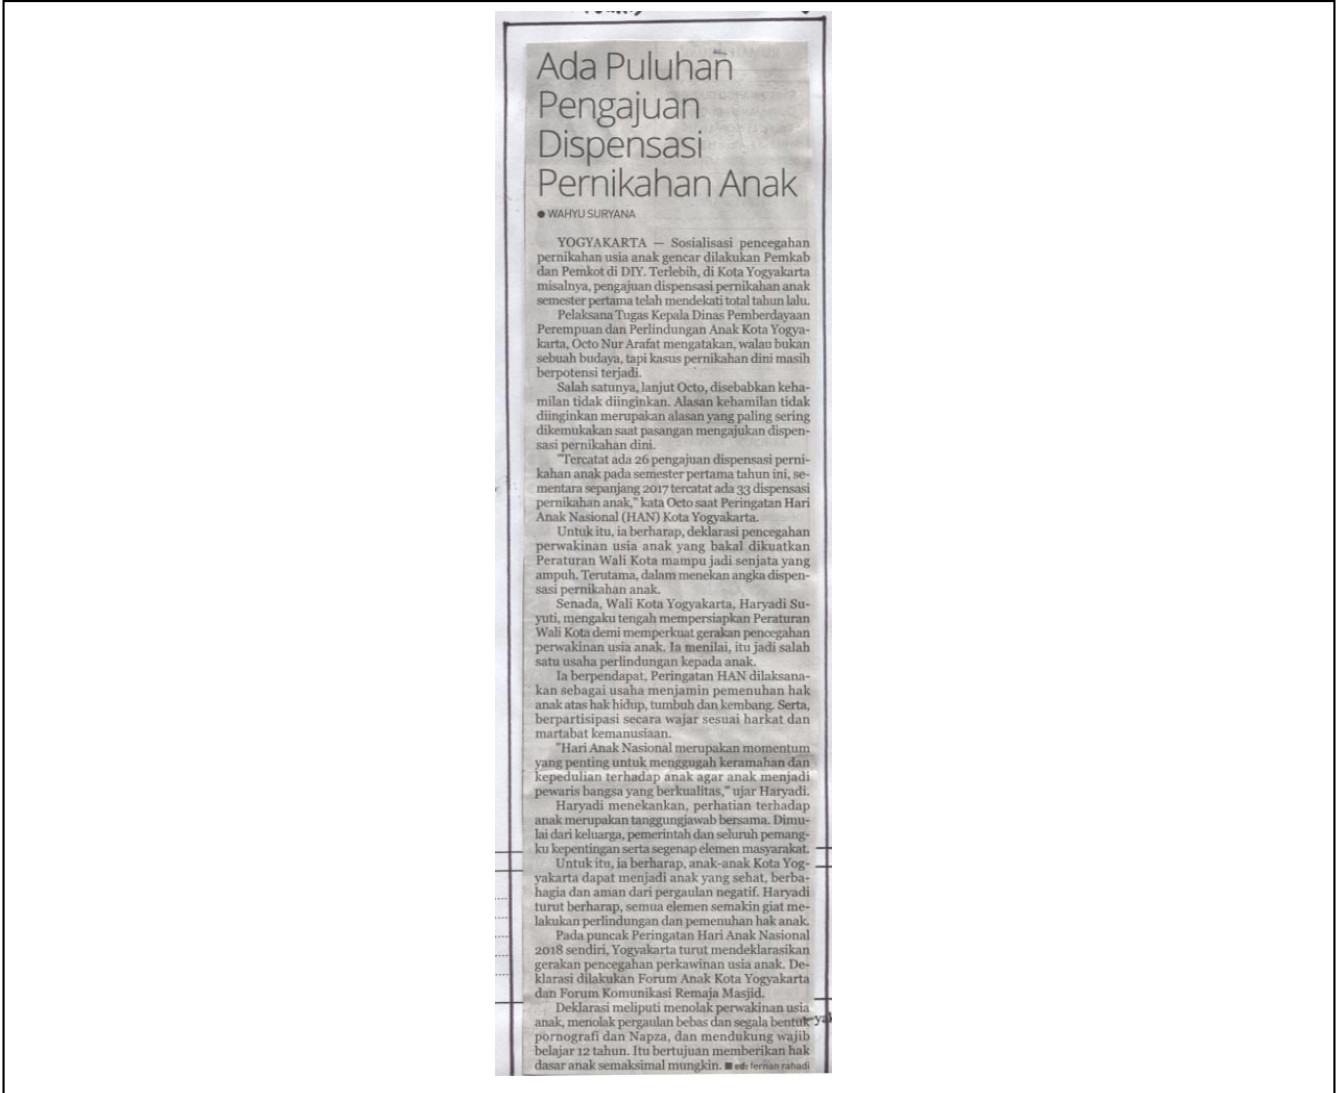 Ada Puluhan
Pengajuan
Dispensasi
Pernikahan Anak
● WAHYU SURYANA
YOGYAKARTA — Sosialisasi pencegahan
pernikahan usia anak gencar dilakukan Pemkab
dan Pemkot di DIY. Terlebih, di Kota Yogyakarta
misalnya, pengajuan dispensasi pernikahan anak
semester pertama telah mendekati total tahun lalu.
Pelaksana Tugas Kepala Dinas Pemberdayaan
Perempuan dan Perlindungan Anak Kota Yogya-
karta, Octo Nur Arafat mengatakan, walau bukan
sebuah budaya, tapi kasus pernikahan dini masih
berpotensi terjadi.
Salah satunya, lanjut Octo, disebabkan keha-
milan tidak diinginkan. Alasan kehamilan tidak
diinginkan merupakan alasan yang paling sering
dikemukakan saat pasangan mengajukan dispen-
sasi pernikahan dini.
"Tercatat ada 26 pengajuan dispensasi perni-
kahan anak pada semester pertama tahun ini, se-
mentara sepanjang 2017 tercatat ada 33 dispensasi
pernikahan anak," kata Octo saat Peringatan Hari
Anak Nasional (HAN) Kota Yogyakarta.
Untuk itu, ia berharap, deklarasi pencegahan
perwakinan usia anak yang bakal dikuatkan
Peraturan Wali Kota mampu jadi senjata yang
ampuh. Terutama, dalam menekan angka dispen-
sasi pernikahan anak.
Senada, Wali Kota Yogyakarta, Haryadi Su-
yuti, mengaku tengah mempersiapkan Peraturan
Wali Kota demi memperkuat gerakan pencegahan
perwakinan usia anak. Ia menilai, itu jadi salah
satu usaha perlindungan kepada anak.
Ia berpendapat, Peringatan HAN dilaksana-
kan sebagai usaha menjamin pemenuhan hak
anak atas hak hidup, tumbuh dan kembang. Serta,
berpartisipasi secara wajar sesuai harkat dan
martabat kemanusiaan.
"Hari Anak Nasional merupakan momentum
yang penting untuk menggugah keramahan dan
kepedulian terhadap anak agar anak menjadi
pewaris bangsa yang berkualitas," ujar Haryadi.
Haryadi menekankan, perhatian terhadap
anak merupakan tanggungjawab bersama. Dimu-
lai dari keluarga, pemerintah dan seluruh pemang-
ku kepentingan serta segenap elemen masyarakat.
Untuk itu, ia berharap, anak-anak Kota Yog-
yakarta dapat menjadi anak yang sehat, berba-
hagia dan aman dari pergaulan negatif. Haryadi
turut berharap, semua elemen semakin giat me-
lakukan perlindungan dan pemenuhan hak anak.
Pada puncak Peringatan Hari Anak Nasional
2018 sendiri, Yogyakarta turut mendeklarasikan
gerakan pencegahan perkawinan usia anak. De-
klarasi dilakukan Forum Anak Kota Yogyakarta
dan Forum Komunikasi Remaja Masjid.
Deklarasi meliputi menolak perwakinan usia
anak, menolak pergaulan bebas dan segala bentuk
pornografi dan Napza, dan mendukung wajib
belajar 12 tahun. Itu bertujuan memberikan hak
dasar anak semaksimal mungkin. ■ ed: fernan rahadi